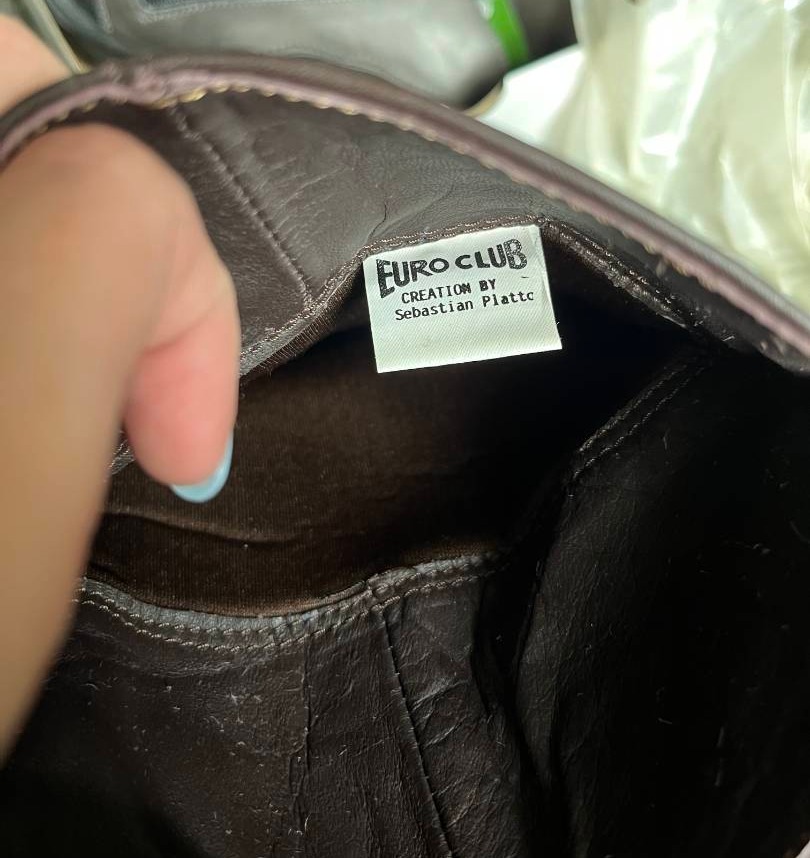 EURO CLUB
CREATION BY
Sebastian Plattc